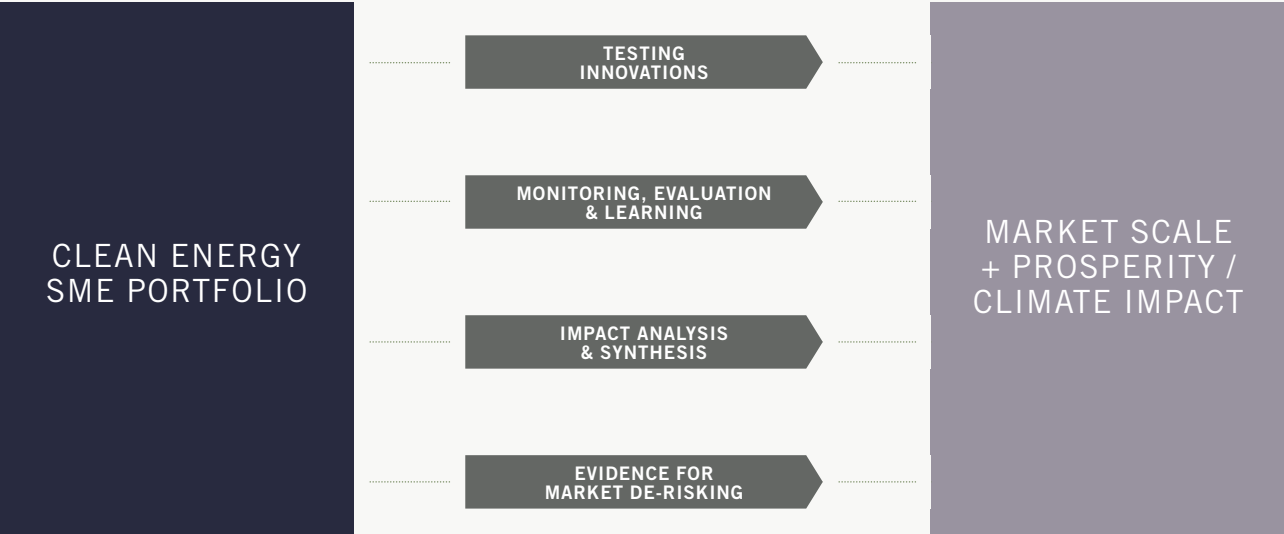 CLEAN ENERGY
SME PORTFOLIO
TESTING
INNOVATIONS
MONITORING, EVALUATION
& LEARNING
IMPACT ANALYSIS
& SYNTHESIS
EVIDENCE FOR
MARKET DE-RISKING
MARKET SCALE
+ PROSPERITY /
CLIMATE IMPACT